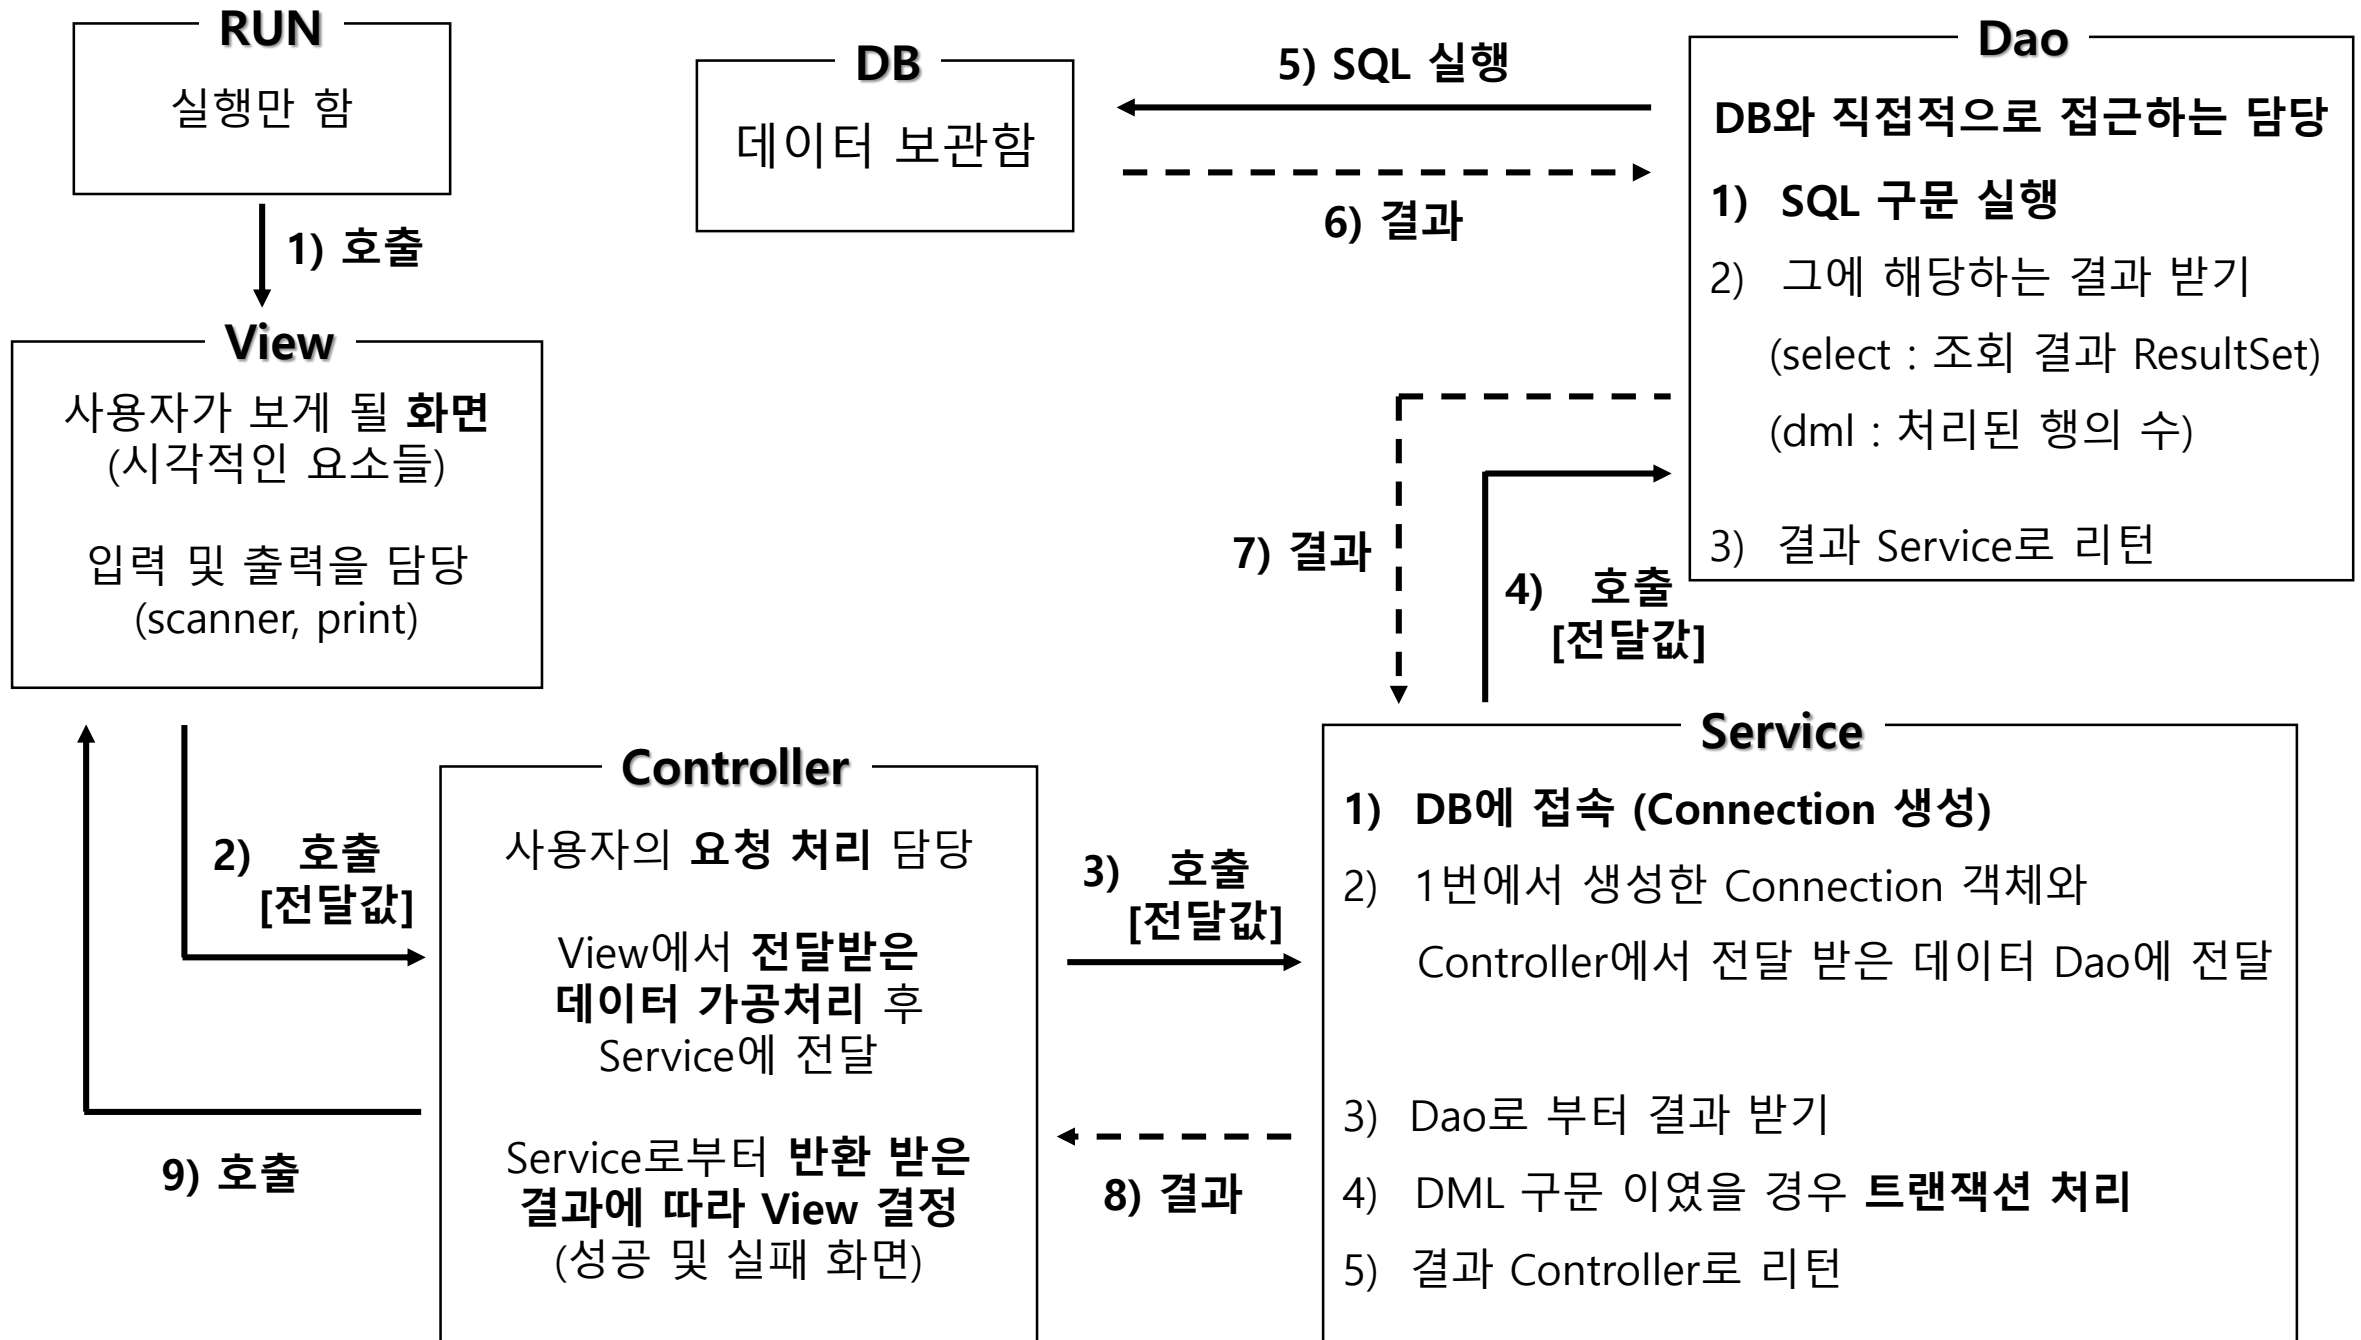 RUN
실행만 함
1) 호출
DB
데이터 보관함
5) SQL 실행
6) 결과
Dao
DB와 직접적으로 접근하는 담당
1) SQL 구문 실행
2) 그에 해당하는 결과 받기
(select : 조회 결과 ResultSet)
(dml : 처리된 행의 수)
3) 결과 Service로 리턴
View
사용자가 보게 될 화면
(시각적인 요소들)
입력 및 출력을 담당
(scanner, print)
7) 결과
4) 호출
[전달값]
2) 호출
[전달값]
9) 호출
Controller
사용자의 요청 처리 담당
View에서 전달받은
데이터 가공처리 후
Service에 전달
Service로부터 반환 받은
결과에 따라 View 결정
(성공 및 실패 화면)
3) 호출
[전달값]
8) 결과
Service
1) DB에 접속 (Connection 생성)
2) 1번에서 생성한 Connection 객체와
Controller에서 전달 받은 데이터 Dao에 전달
3) Dao로 부터 결과 받기
4) DML 구문 이였을 경우 트랜잭션 처리
5) 결과 Controller로 리턴